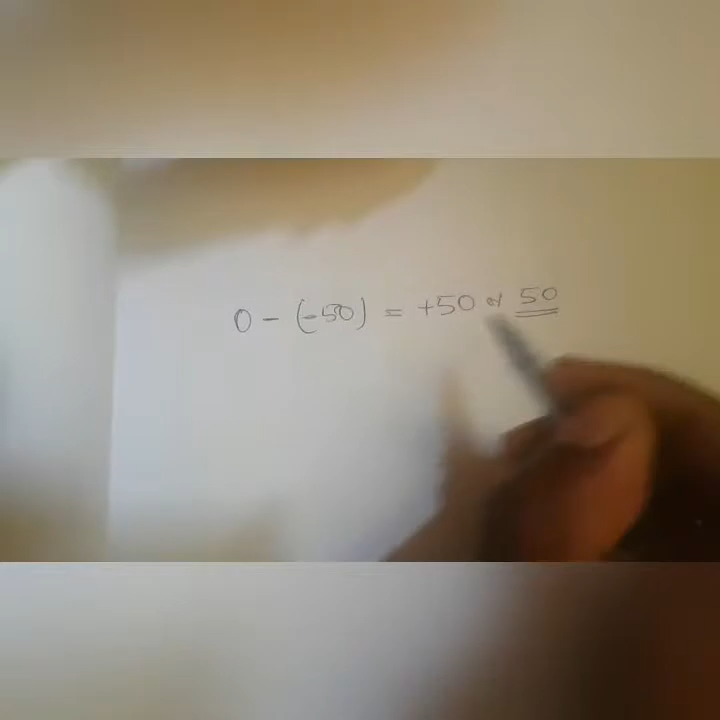 0 - (-50) = +50 or 50